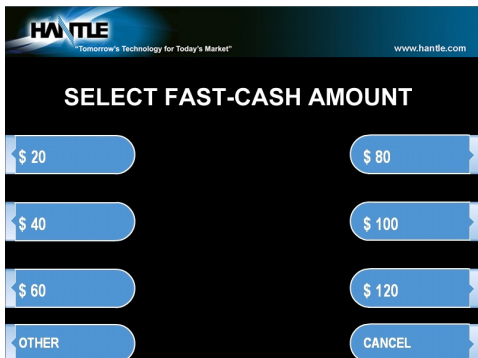 HANTLE
"Tomorrow's Technology for Today's Market"
www.hantle.com
SELECT FAST-CASH AMOUNT
$ 20
$ 80
$ 40
$ 100
$ 60
$ 120
OTHER
CANCEL